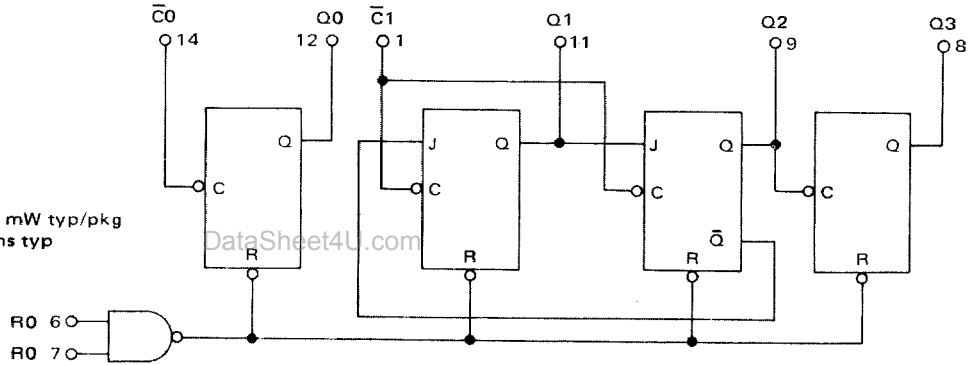 C̅0 Q0 C̅1 Q1 Q2 Q3
14 12 1 11 9 8
Q J Q J Q Q
C C C C
mW typ/pkg
ns typ
DataSheet4U.com
Q̅
R R R R
R0 6
R0 7